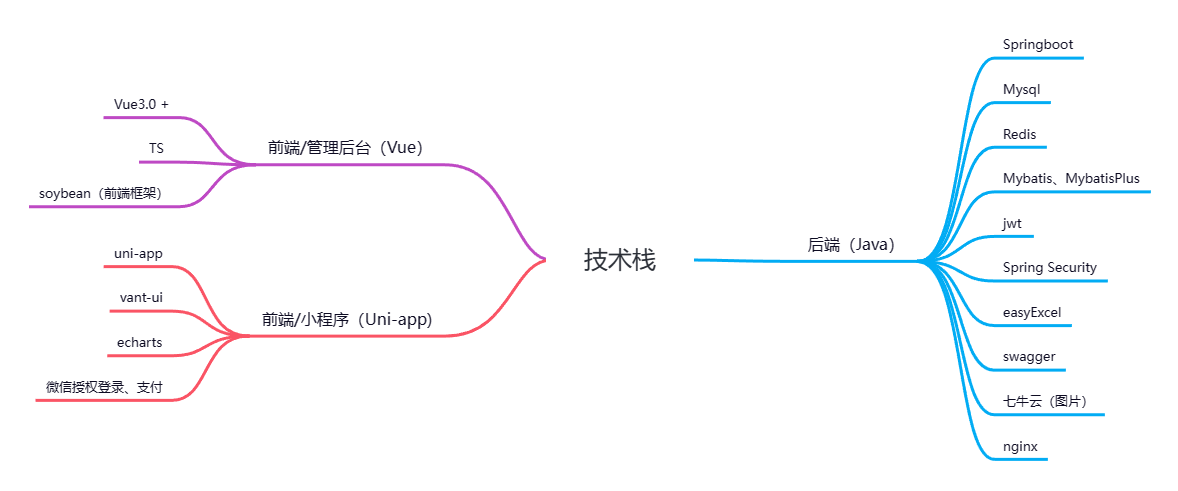 技术栈
前端/管理后台（Vue）
Vue3.0 +
TS
soybean（前端框架）
前端/小程序（Uni-app)
uni-app
vant-ui
echarts
微信授权登录、支付
后端（Java）
Springboot
Mysql
Redis
Mybatis、MybatisPlus
jwt
Spring Security
easyExcel
swagger
七牛云（图片）
nginx